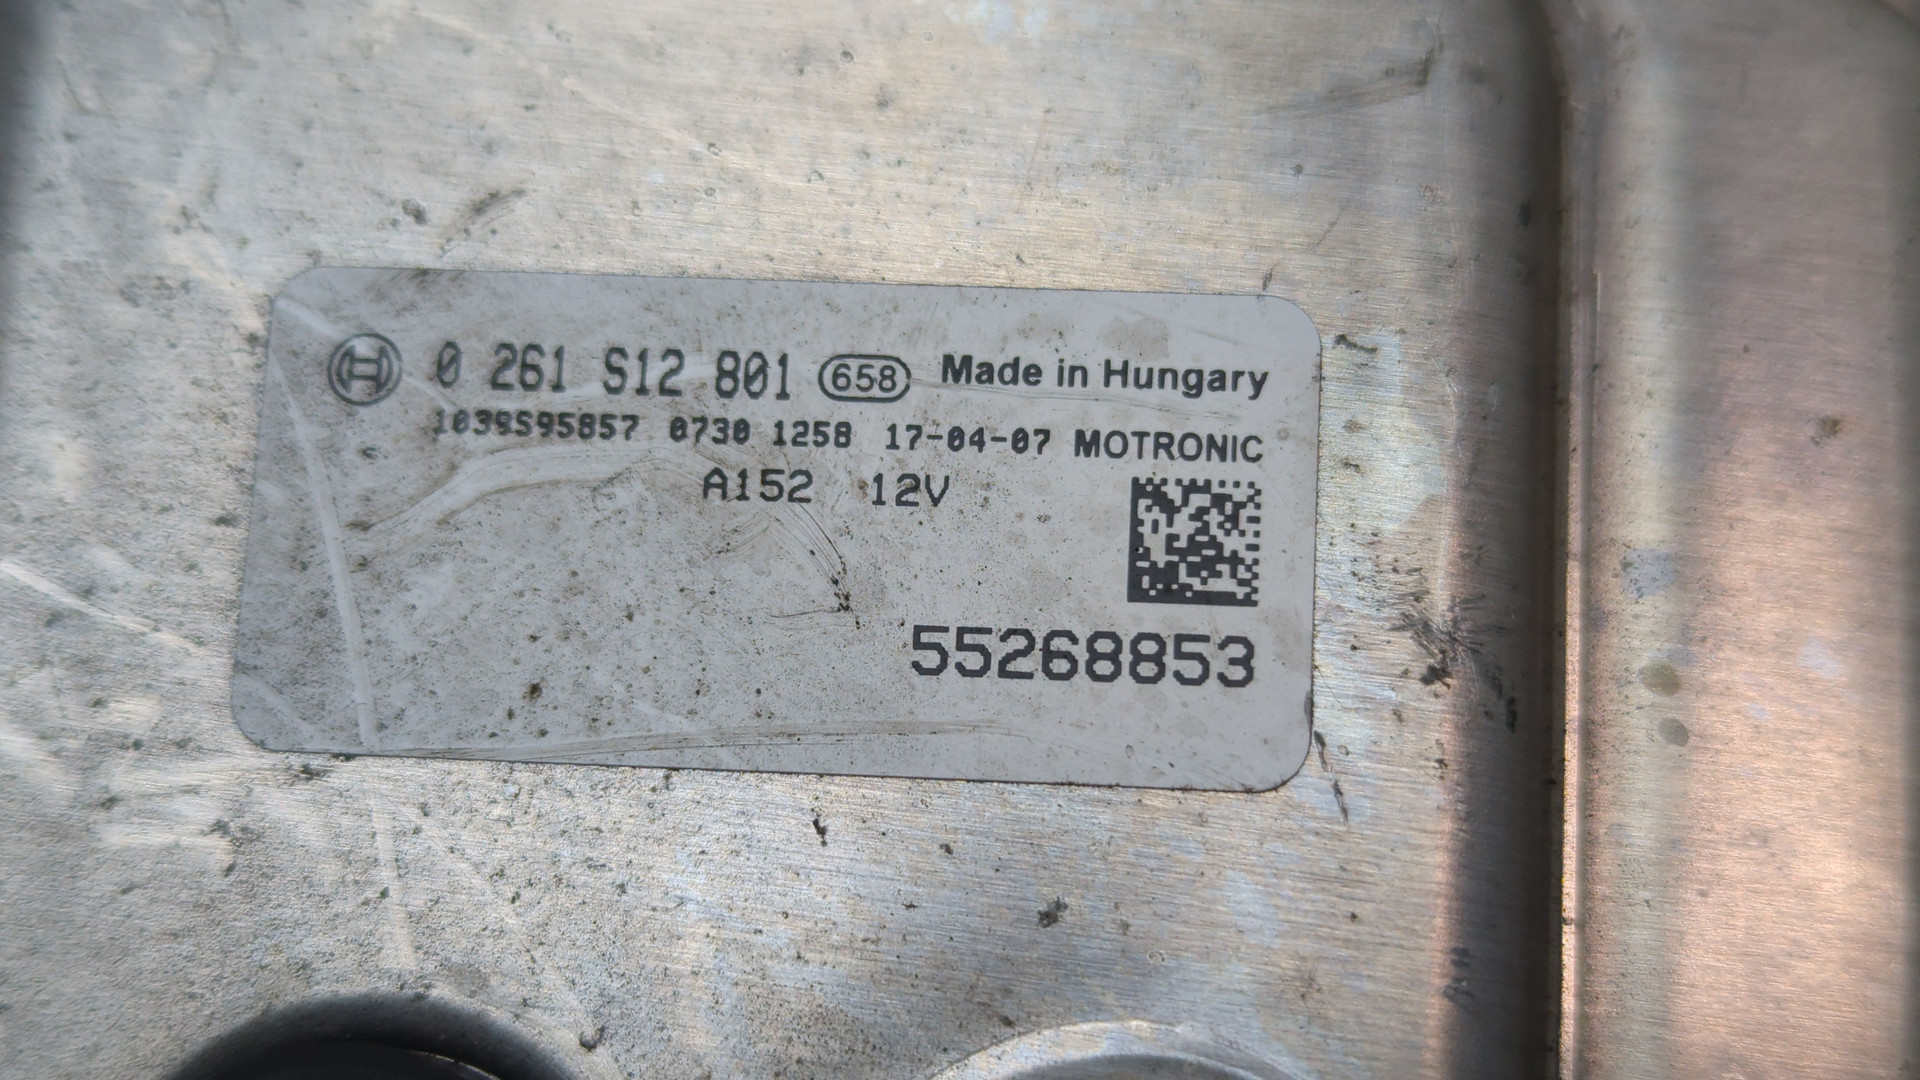 0 261 S12 801 658 Made in Hungary
1039S95857 0730 1258 17-04-07 MOTRONIC
A152 12V
55268853